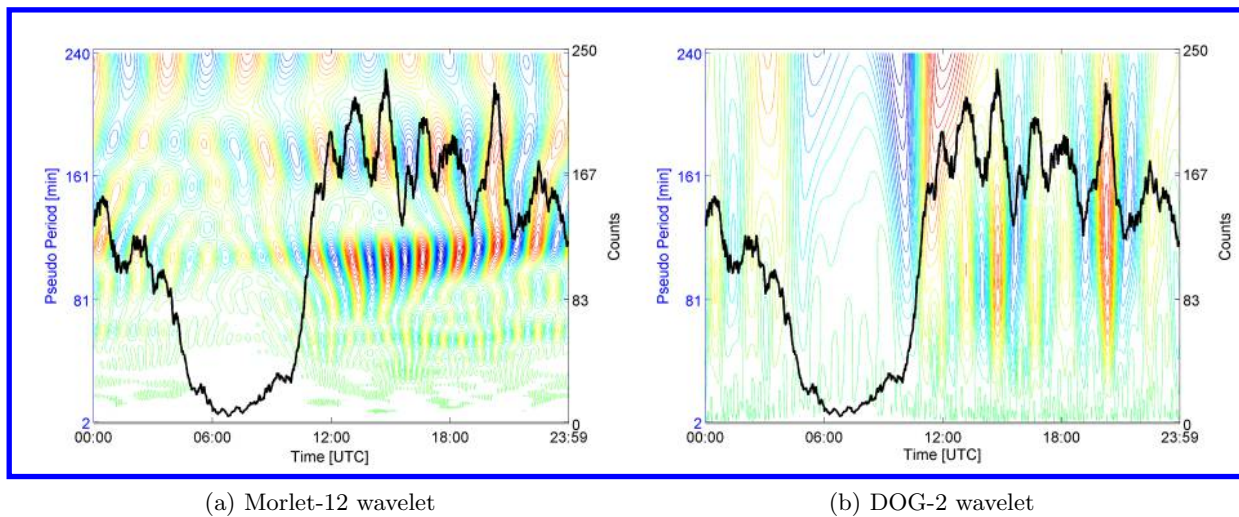 240
161
81
2
Pseudo Period [min]
250
167
83
0
Counts
00:00 06:00 12:00 18:00 23:59
Time [UTC]
240
161
81
2
Pseudo Period [min]
250
167
83
0
Counts
00:00 06:00 12:00 18:00 23:59
Time [UTC]
(a) Morlet-12 wavelet
(b) DOG-2 wavelet